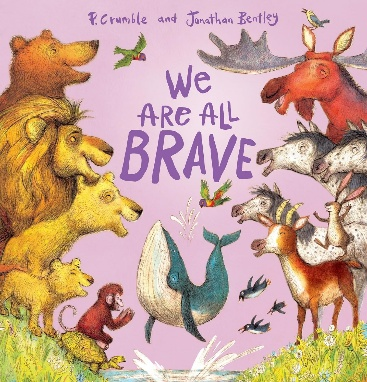 P. Crumble and Jonathan Bentley
WE
ARE ALL
BRAVE